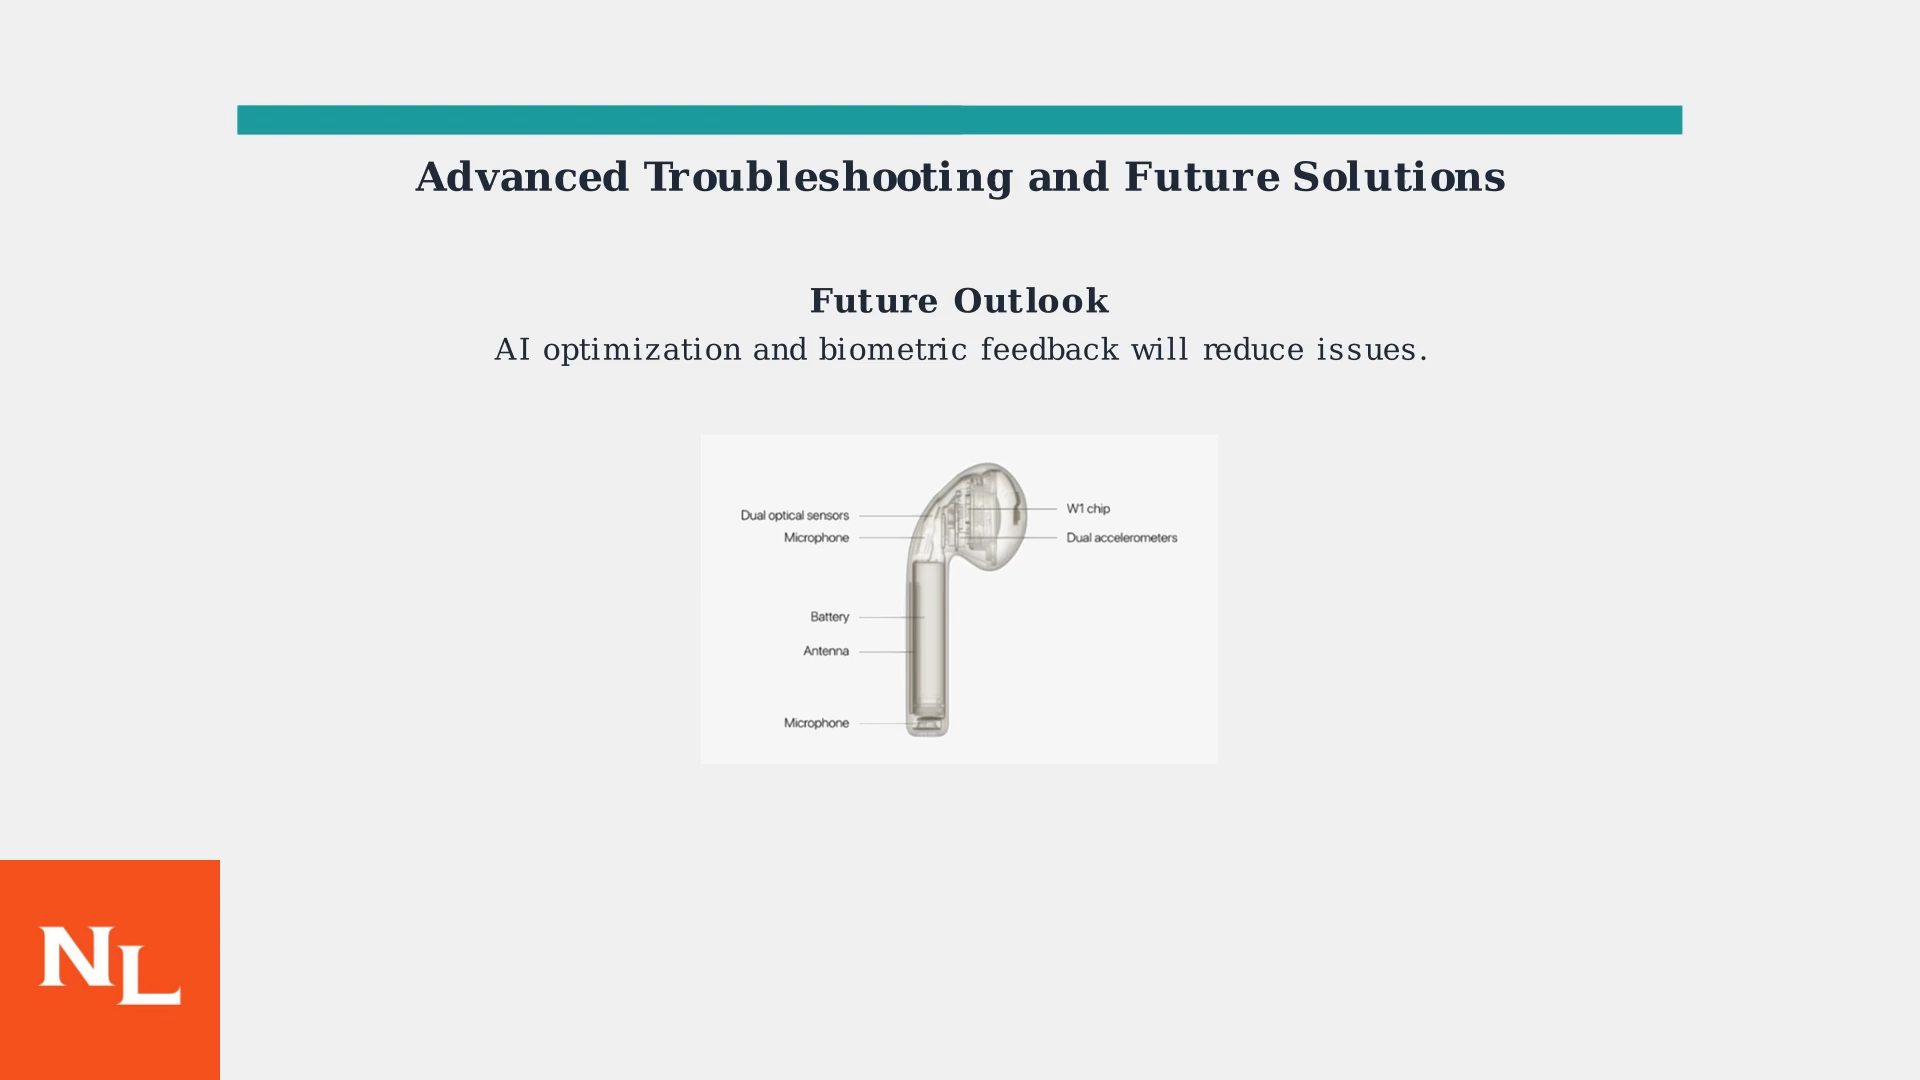 Advanced Troubleshooting and Future Solutions
Future Outlook
AI optimization and biometric feedback will reduce issues.
Dual optical sensors
Microphone
Battery
Antenna
Microphone
W1 chip
Dual accelerometers
NL